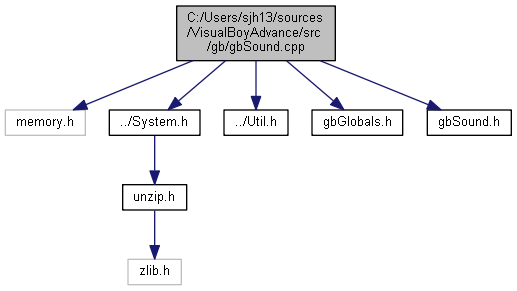 C:/Users/sjh13/sources
/VisualBoyAdvance/src
/gb/gbSound.cpp
memory.h
../System.h
../Util.h
gbGlobals.h
gbSound.h
unzip.h
zlib.h